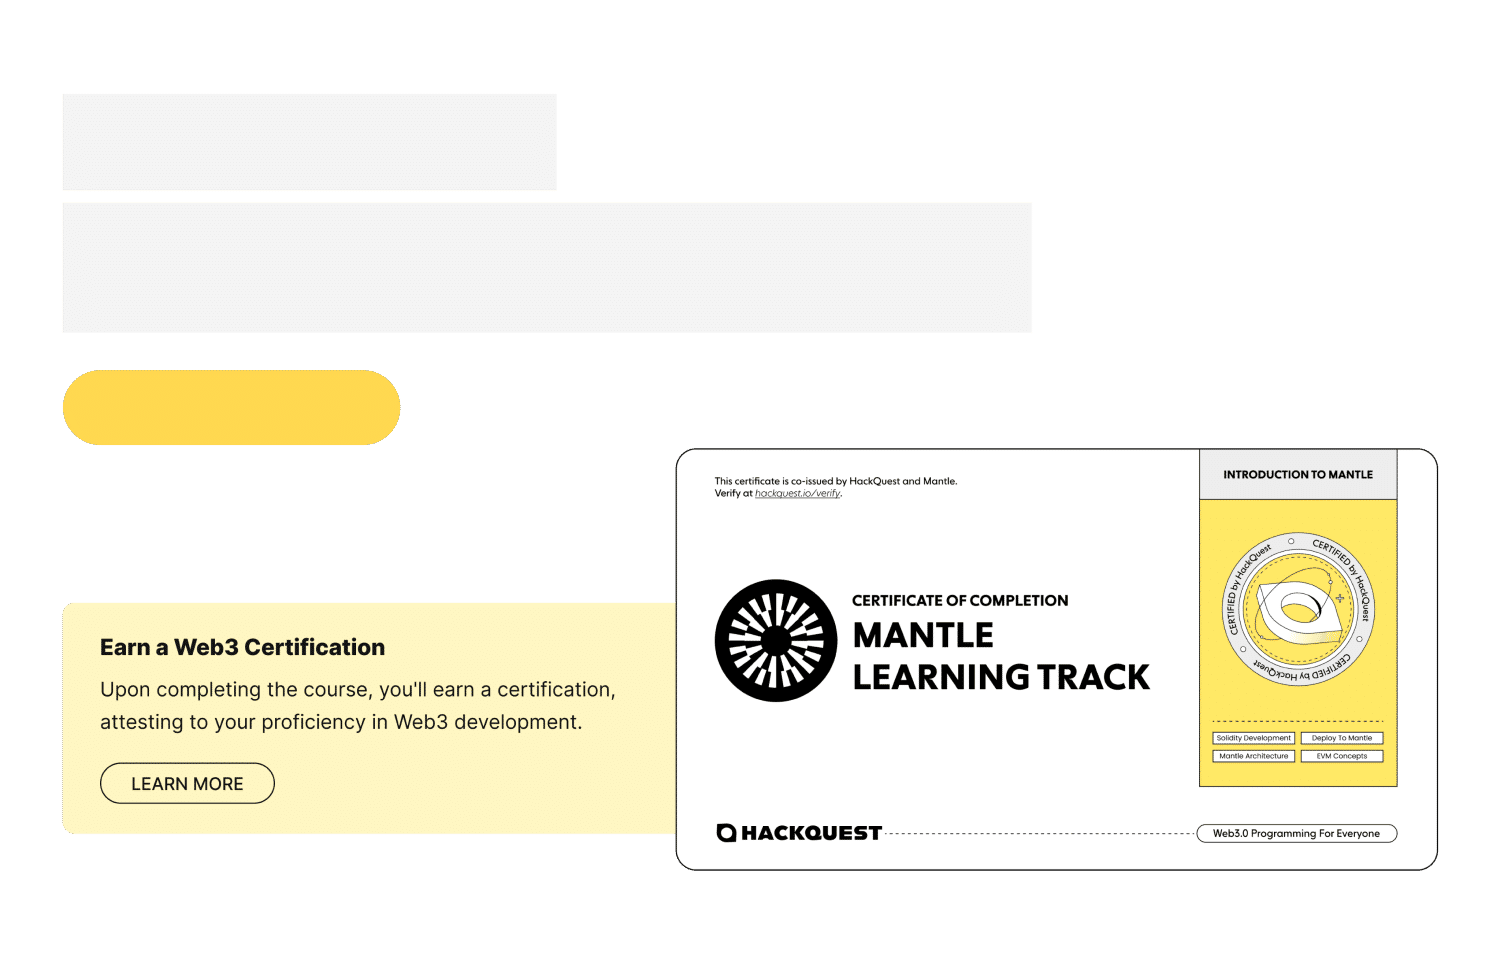 This certificate is co-issued by HackQuest and Mantle.
Verify at hackquest.io/verify.
INTRODUCTION TO MANTLE
CERTIFIED by HackQuest
CERTIFIED by HackQuest
CERTIFIED by HackQuest
CERTIFICATE OF COMPLETION
MANTLE
LEARNING TRACK
Earn a Web3 Certification
Upon completing the course, you'll earn a certification,
attesting to your proficiency in Web3 development.
LEARN MORE
Solidity Development Deploy To Mantle
Mantle Architecture EVM Concepts
HACKQUEST
Web3.0 Programming For Everyone